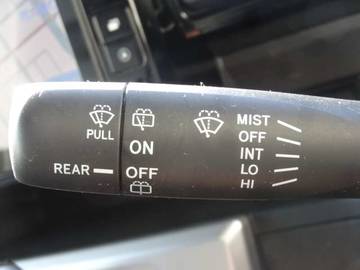 PULL
REAR
ON
OFF
MIST
OFF
INT
LO
HI